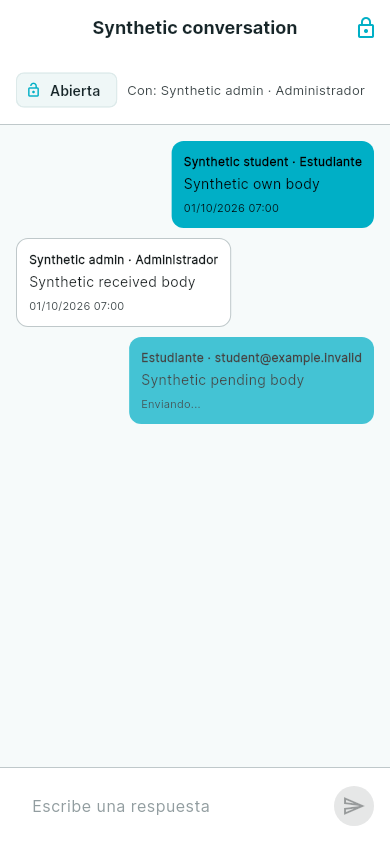 Synthetic conversation
Abierta
Con: Synthetic admin · Administrador
Synthetic student · Estudiante
Synthetic own body
01/10/2026 07:00
Synthetic admin · Administrador
Synthetic received body
01/10/2026 07:00
Estudiante · student@example.invalid
Synthetic pending body
Enviando...
Escribe una respuesta